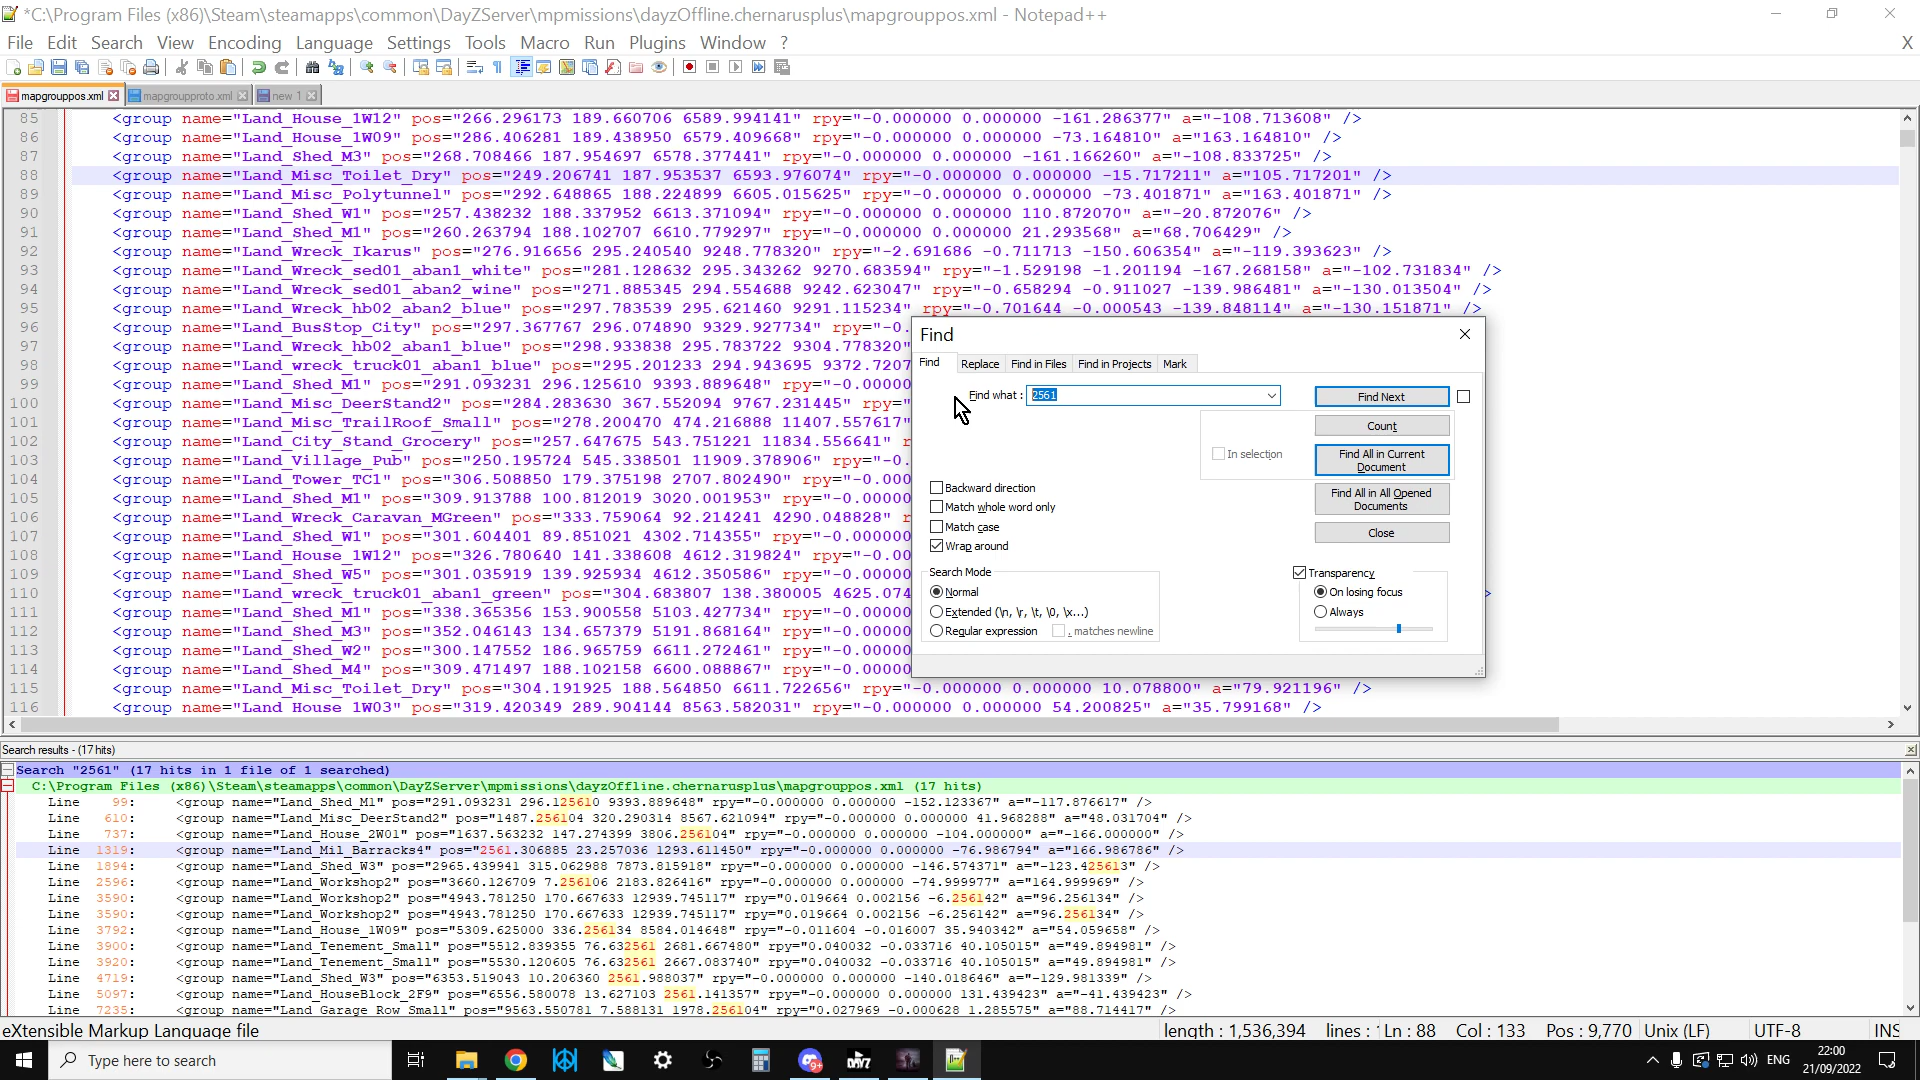 *C:\Program Files (x86)\Steam\steamapps\common\DayZServer\mpmissions\dayzOffline.chernarusplus\mapgrouppos.xml - Notepad++
File Edit Search View Encoding Language Settings Tools Macro Run Plugins Window ? X
mapgrouppos.xml mapgroupproto.xml new 1
85 <group name="Land_House_1W12" pos="266.296173 189.660706 6589.994141" rpy="-0.000000 0.000000 -161.286377" a="-108.713608" />
86 <group name="Land_House_1W09" pos="286.406281 189.438950 6579.409668" rpy="-0.000000 0.000000 -73.164810" a="163.164810" />
87 <group name="Land_Shed_M3" pos="268.708466 187.954697 6578.377441" rpy="-0.000000 0.000000 -161.166260" a="-108.833725" />
88 <group name="Land_Misc_Toilet_Dry" pos="249.206741 187.953537 6593.976074" rpy="-0.000000 0.000000 -15.717211" a="105.717201" />
89 <group name="Land_Misc_Polytunnel" pos="292.648865 188.224899 6605.015625" rpy="-0.000000 0.000000 -73.401871" a="163.401871" />
90 <group name="Land_Shed_W1" pos="257.438232 188.337952 6613.371094" rpy="-0.000000 0.000000 110.872070" a="-20.872076" />
91 <group name="Land_Shed_M1" pos="260.263794 188.102707 6610.779297" rpy="-0.000000 0.000000 21.293568" a="68.706429" />
92 <group name="Land_Wreck_Ikarus" pos="276.916656 295.240540 9248.778320" rpy="-2.691686 -0.711713 -150.606354" a="-119.393623" />
93 <group name="Land_Wreck_sed01_aban1_white" pos="281.128632 295.343262 9270.683594" rpy="-1.529198 -1.201194 -167.268158" a="-102.731834" />
94 <group name="Land_Wreck_sed01_aban2_wine" pos="271.885345 294.554688 9242.623047" rpy="-0.658294 -0.911027 -139.986481" a="-130.013504" />
95 <group name="Land_Wreck_hb02_aban2_blue" pos="297.783539 295.621460 9291.115234" rpy="-0.701644 -0.000543 -139.848114" a="-130.151871" />
96 <group name="Land_BusStop_City" pos="297.367767 296.074890 9329.927734" rpy="-0.
97 <group name="Land_Wreck_hb02_aban1_blue" pos="298.933838 295.783722 9304.778320"
98 <group name="Land_wreck_truck01_aban1_blue" pos="295.201233 294.943695 9372.7207
99 <group name="Land_Shed_M1" pos="291.093231 296.125610 9393.889648" rpy="-0.00000
100 <group name="Land_Misc_DeerStand2" pos="284.283630 367.552094 9767.231445" rpy="-
101 <group name="Land_Misc_TrailRoof_Small" pos="278.200470 474.216888 11407.557617"
102 <group name="Land_City_Stand_Grocery" pos="257.647675 543.751221 11834.556641" r
103 <group name="Land_Village_Pub" pos="250.195724 545.338501 11909.378906" rpy="-0.
104 <group name="Land_Tower_TC1" pos="306.508850 179.375198 2707.802490" rpy="-0.000
105 <group name="Land_Shed_M1" pos="309.913788 100.812019 3020.001953" rpy="-0.00000
106 <group name="Land_Wreck_Caravan_MGreen" pos="333.759064 92.214241 4290.048828" r
107 <group name="Land_Shed_W1" pos="301.604401 89.851021 4302.714355" rpy="-0.000000
108 <group name="Land_House_1W12" pos="326.780640 141.338608 4612.319824" rpy="-0.00
109 <group name="Land_Shed_W5" pos="301.035919 139.925934 4612.350586" rpy="-0.00000
110 <group name="Land_wreck_truck01_aban1_green" pos="304.683807 138.380005 4625.074
111 <group name="Land_Shed_M1" pos="338.365356 153.900558 5103.427734" rpy="-0.00000
112 <group name="Land_Shed_M3" pos="352.046143 134.657379 5191.868164" rpy="-0.00000
113 <group name="Land_Shed_W2" pos="300.147552 186.965759 6611.272461" rpy="-0.00000
114 <group name="Land_Shed_M4" pos="309.471497 188.102158 6600.088867" rpy="-0.00000
115 <group name="Land_Misc_Toilet_Dry" pos="304.191925 188.564850 6611.722656" rpy="-0.000000 0.000000 10.078800" a="79.921196" />
116 <group name="Land_House_1W03" pos="319.420349 289.904144 8563.582031" rpy="-0.000000 0.000000 54.200825" a="35.799168" />
Find
Find Replace Find in Files Find in Projects Mark
Find what : 2561 Find Next
Count
In selection Find All in Current Document
Backward direction Find All in All Opened Documents
Match whole word only
Match case Close
Wrap around
Search Mode Transparency
Normal On losing focus
Extended (\n, \r, \t, \0, \x...) Always
Regular expression . matches newline
Search results - (17 hits)
Search "2561" (17 hits in 1 file of 1 searched)
C:\Program Files (x86)\Steam\steamapps\common\DayZServer\mpmissions\dayzOffline.chernarusplus\mapgrouppos.xml (17 hits)
Line 99: <group name="Land_Shed_M1" pos="291.093231 296.125610 9393.889648" rpy="-0.000000 0.000000 -152.123367" a="-117.876617" />
Line 610: <group name="Land_Misc_DeerStand2" pos="1487.256104 320.290314 8567.621094" rpy="-0.000000 0.000000 41.968288" a="48.031704" />
Line 737: <group name="Land_House_2W01" pos="1637.563232 147.274399 3806.256104" rpy="-0.000000 0.000000 -104.000000" a="-166.000000" />
Line 1319: <group name="Land_Mil_Barracks4" pos="2561.306885 23.257036 1293.611450" rpy="-0.000000 0.000000 -76.986794" a="166.986786" />
Line 1894: <group name="Land_Shed_W3" pos="2965.439941 315.062988 7873.815918" rpy="-0.000000 0.000000 -146.574371" a="-123.425613" />
Line 2596: <group name="Land_Workshop2" pos="3660.126709 7.256106 2183.826416" rpy="-0.000000 0.000000 -74.999977" a="164.999969" />
Line 3590: <group name="Land_Workshop2" pos="4943.781250 170.667633 12939.745117" rpy="0.019664 0.002156 -6.256142" a="96.256134" />
Line 3590: <group name="Land_Workshop2" pos="4943.781250 170.667633 12939.745117" rpy="0.019664 0.002156 -6.256142" a="96.256134" />
Line 3792: <group name="Land_House_1W09" pos="5309.625000 336.256134 8584.014648" rpy="-0.011604 -0.016007 35.940342" a="54.059658" />
Line 3900: <group name="Land_Tenement_Small" pos="5512.839355 76.632561 2681.667480" rpy="0.040032 -0.033716 40.105015" a="49.894981" />
Line 3920: <group name="Land_Tenement_Small" pos="5530.120605 76.632561 2667.083740" rpy="0.040032 -0.033716 40.105015" a="49.894981" />
Line 4719: <group name="Land_Shed_W3" pos="6353.519043 10.206360 2561.988037" rpy="-0.000000 0.000000 -140.018646" a="-129.981339" />
Line 5097: <group name="Land_HouseBlock_2F9" pos="6556.580078 13.627103 2561.141357" rpy="-0.000000 0.000000 131.439423" a="-41.439423" />
Line 7235: <group name="Land_Garage_Row_Small" pos="9563.550781 7.588131 1978.256104" rpy="0.027969 -0.000628 1.285575" a="88.714417" />
eXtensible Markup Language file length : 1,536,394 lines : Ln : 88 Col : 133 Pos : 9,770 Unix (LF) UTF-8 INS
Type here to search 9+ DAYZ ENG 22:00
21/09/2022